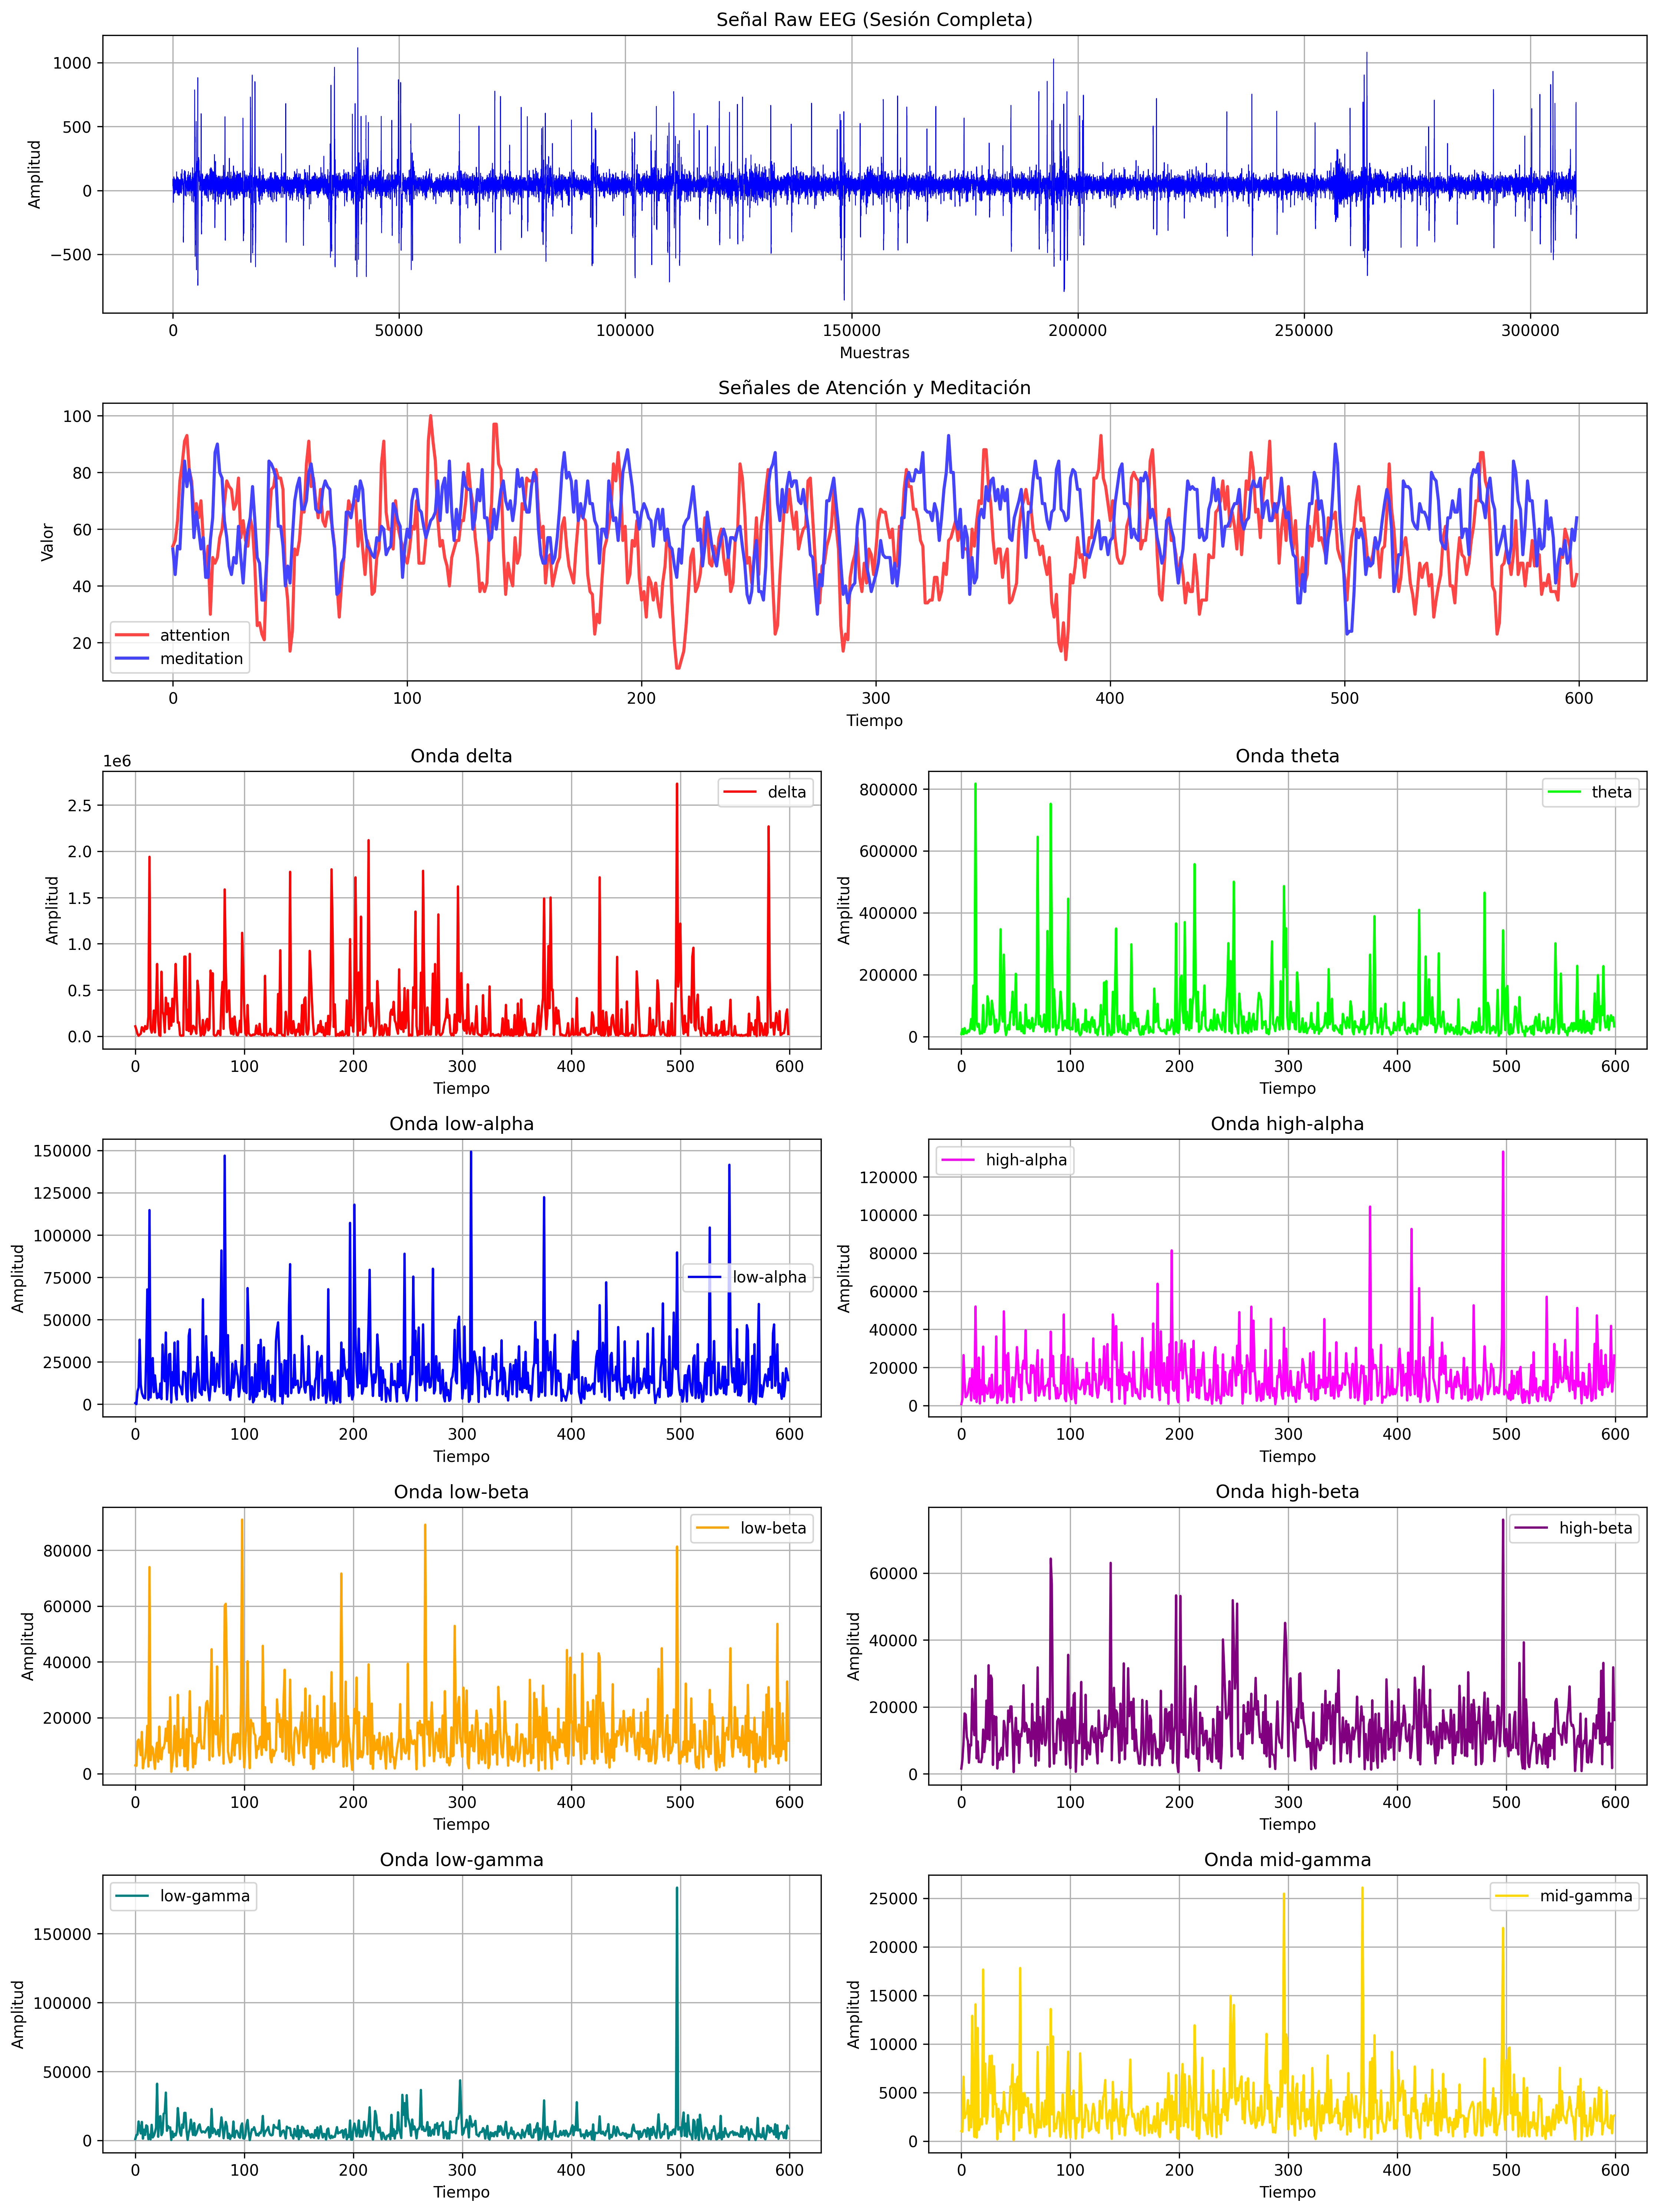 Señal Raw EEG (Sesión Completa)
1000
500
0
−500
Amplitud
0 50000 100000 150000 200000 250000 300000
Muestras
Señales de Atención y Meditación
100
80
60
40
20
Valor
attention
meditation
0 100 200 300 400 500 600
Tiempo
Onda delta
1e6
2.5
2.0
1.5
1.0
0.5
0.0
Amplitud
delta
0 100 200 300 400 500 600
Tiempo
Onda theta
800000
600000
400000
200000
0
Amplitud
theta
0 100 200 300 400 500 600
Tiempo
Onda low-alpha
150000
125000
100000
75000
50000
25000
0
Amplitud
low-alpha
0 100 200 300 400 500 600
Tiempo
Onda high-alpha
120000
100000
80000
60000
40000
20000
0
Amplitud
high-alpha
0 100 200 300 400 500 600
Tiempo
Onda low-beta
80000
60000
40000
20000
0
Amplitud
low-beta
0 100 200 300 400 500 600
Tiempo
Onda high-beta
60000
40000
20000
0
Amplitud
high-beta
0 100 200 300 400 500 600
Tiempo
Onda low-gamma
150000
100000
50000
0
Amplitud
low-gamma
0 100 200 300 400 500 600
Tiempo
Onda mid-gamma
25000
20000
15000
10000
5000
0
Amplitud
mid-gamma
0 100 200 300 400 500 600
Tiempo